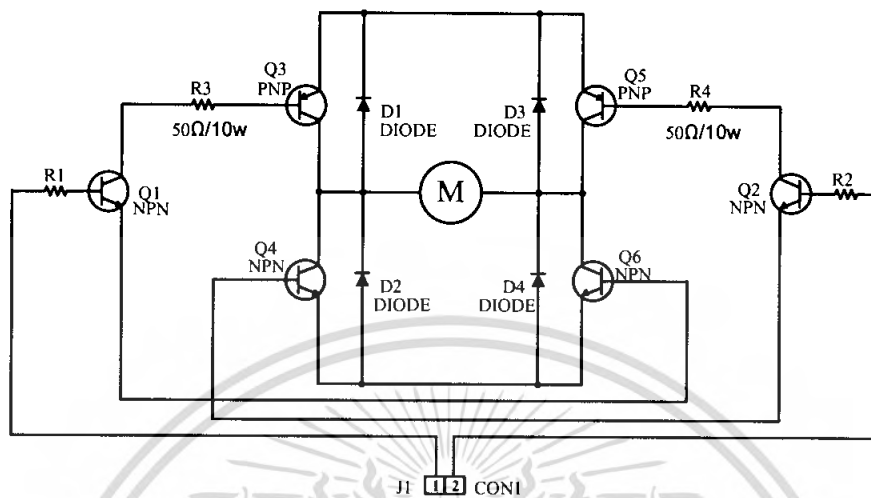 Q3
PNP
R3
50Ω/10w
D1
DIODE
D3
DIODE
Q5
PNP
R4
50Ω/10w
R1
Q1
NPN
M
Q2
NPN
R2
Q4
NPN
D2
DIODE
D4
DIODE
Q6
NPN
J1 1 2 CON1